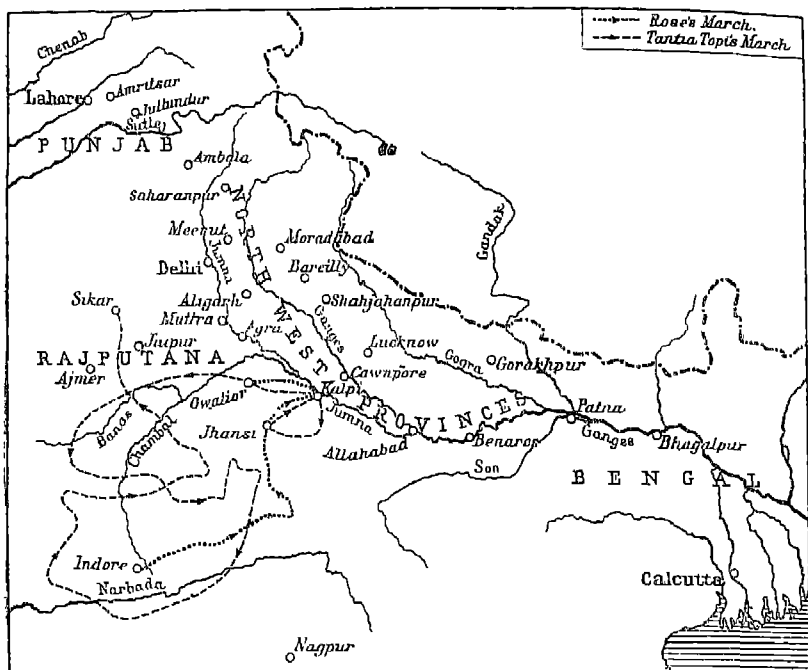 Rose's March.
Tantia Topi's March
Chenab
Lahore
Amritsar
Jullundur
Sutlej
PUNJAB
Ambala
Saharanpur
NORTH WEST PROVINCES
Meerut
Moradabad
Jumna
Delhi
Bareilly
Gandak
Sikar
Aligarh
Shahjahanpur
Muttra
Agra
Ganges
Jaipur
Lucknow
RAJPUTANA
Gogra
Gorakhpur
Ajmer
Cawnpore
Gwalior
Kalpi
Banas
Chambal
Jhansi
Jumna
Patna
Allahabad
Benares
Ganges
Bhagalpur
Son
BENGAL
Indore
Narbada
Calcutta
Nagpur